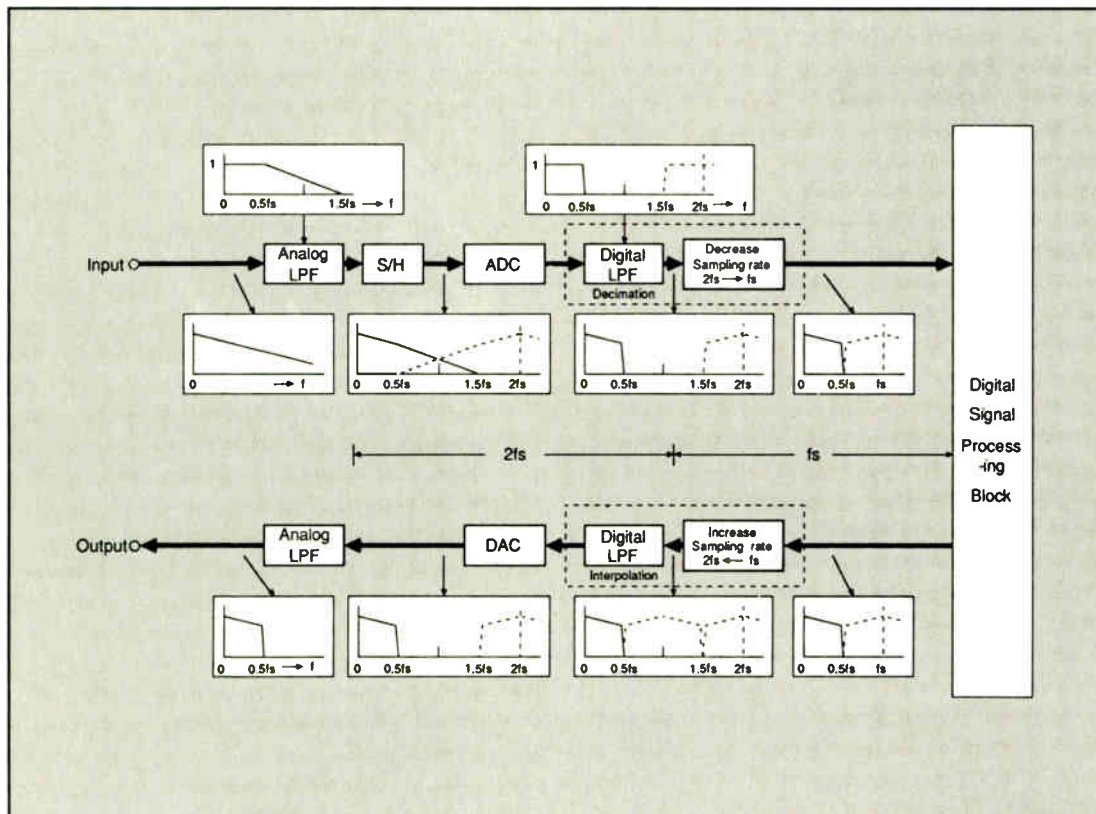 1
0 0.5fs 1.5fs → f
1
0 0.5fs 1.5fs 2fs → f
Input
Analog
LPF
S/H
ADC
Digital
LPF
Decimation
Decrease
Sampling rate
2fs → fs
0 → f
0 0.5fs 1.5fs 2fs
0 0.5fs 1.5fs 2fs
0 0.5fs fs
Digital
Signal
Process
-ing
Block
2fs
fs
Output
Analog
LPF
DAC
Digital
LPF
Interpolation
Increase
Sampling rate
2fs ← fs
0 0.5fs → f
0 0.5fs 1.5fs 2fs
0 0.5fs 1.5fs 2fs
0 0.5fs fs